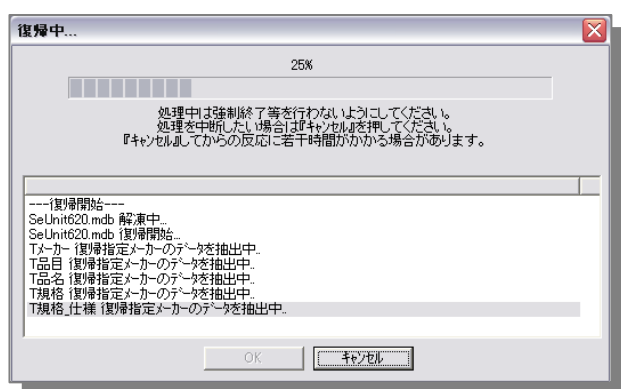 復帰中...
25%
処理中は強制終了等を行わないようにしてください。
処理を中断したい場合は『キャンセル』を押してください。
『キャンセル』してからの反応に若干時間がかかる場合があります。
---復帰開始---
SeUnit620.mdb 解凍中...
SeUnit620.mdb 復帰開始...
Tメーカー 復帰指定メーカーのデータを抽出中..
T品目 復帰指定メーカーのデータを抽出中..
T品名 復帰指定メーカーのデータを抽出中..
T規格 復帰指定メーカーのデータを抽出中..
T規格_仕様 復帰指定メーカーのデータを抽出中..
OK
キャンセル